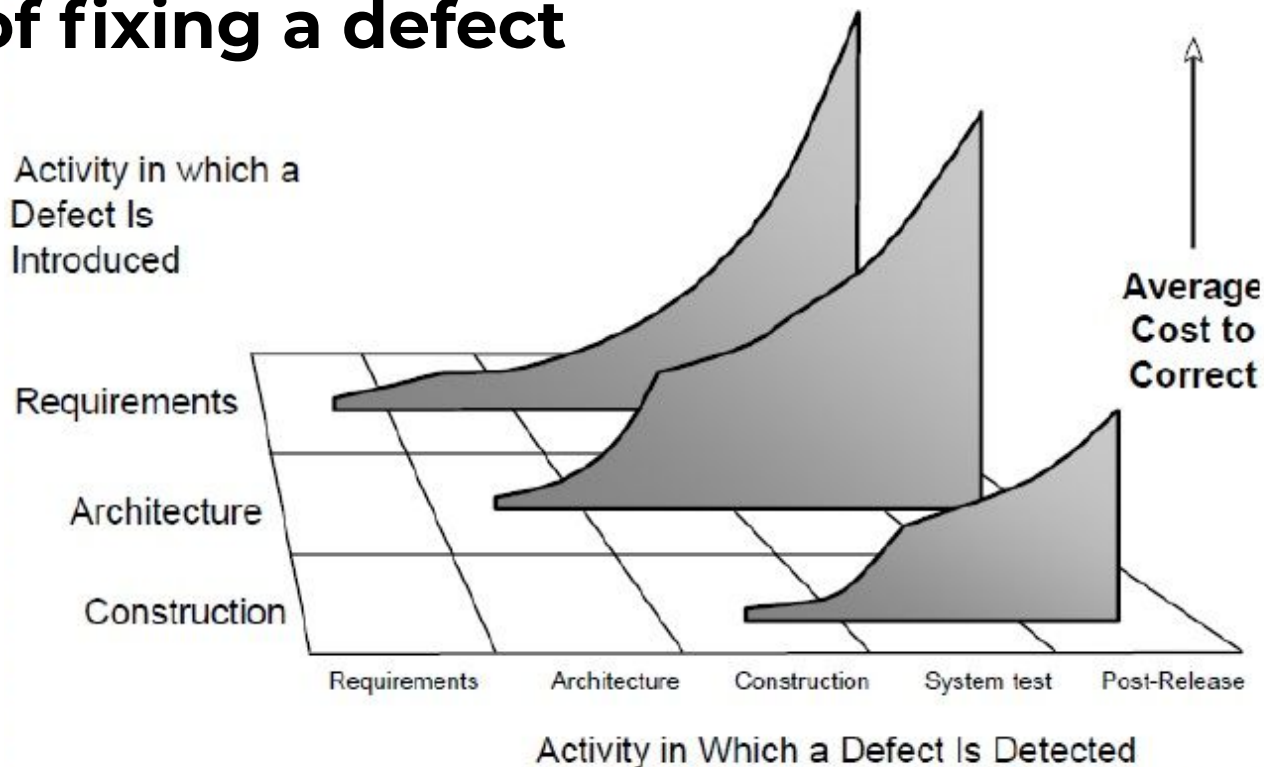 of fixing a defect
Activity in which a
Defect Is
Introduced
Average
Cost to
Correct
Requirements
Architecture
Construction
Requirements Architecture Construction System test Post-Release
Activity in Which a Defect Is Detected